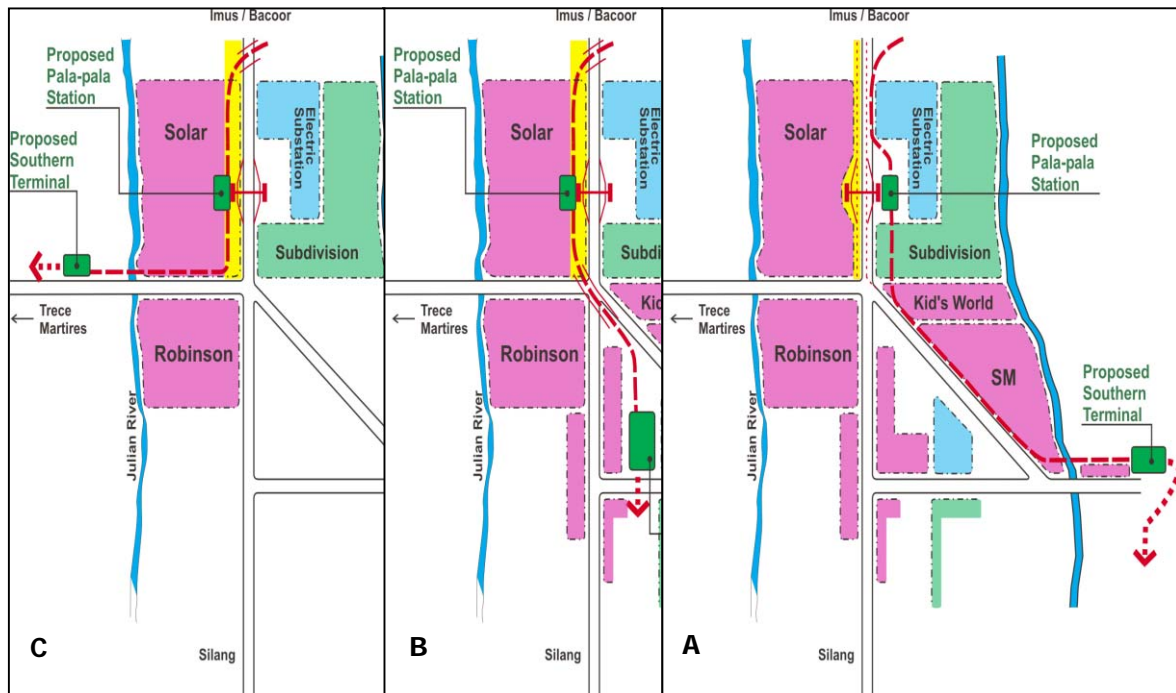 Imus / Bacoor
Proposed
Pala-pala
Station
Solar
Electric
Substation
Proposed
Southern
Terminal
Subdivision
← Trece
Martires
Robinson
Julian River
C
Silang
Imus / Bacoor
Proposed
Pala-pala
Station
Solar
Electric
Substation
Subdi
← Trece
Martires
Kid
Robinson
Julian River
B
Silang
Imus / Bacoor
Solar
Electric
Substation
Proposed
Pala-pala
Station
Subdivision
Kid's World
← Trece
Martires
Robinson
SM
Proposed
Southern
Terminal
Julian River
A
Silang